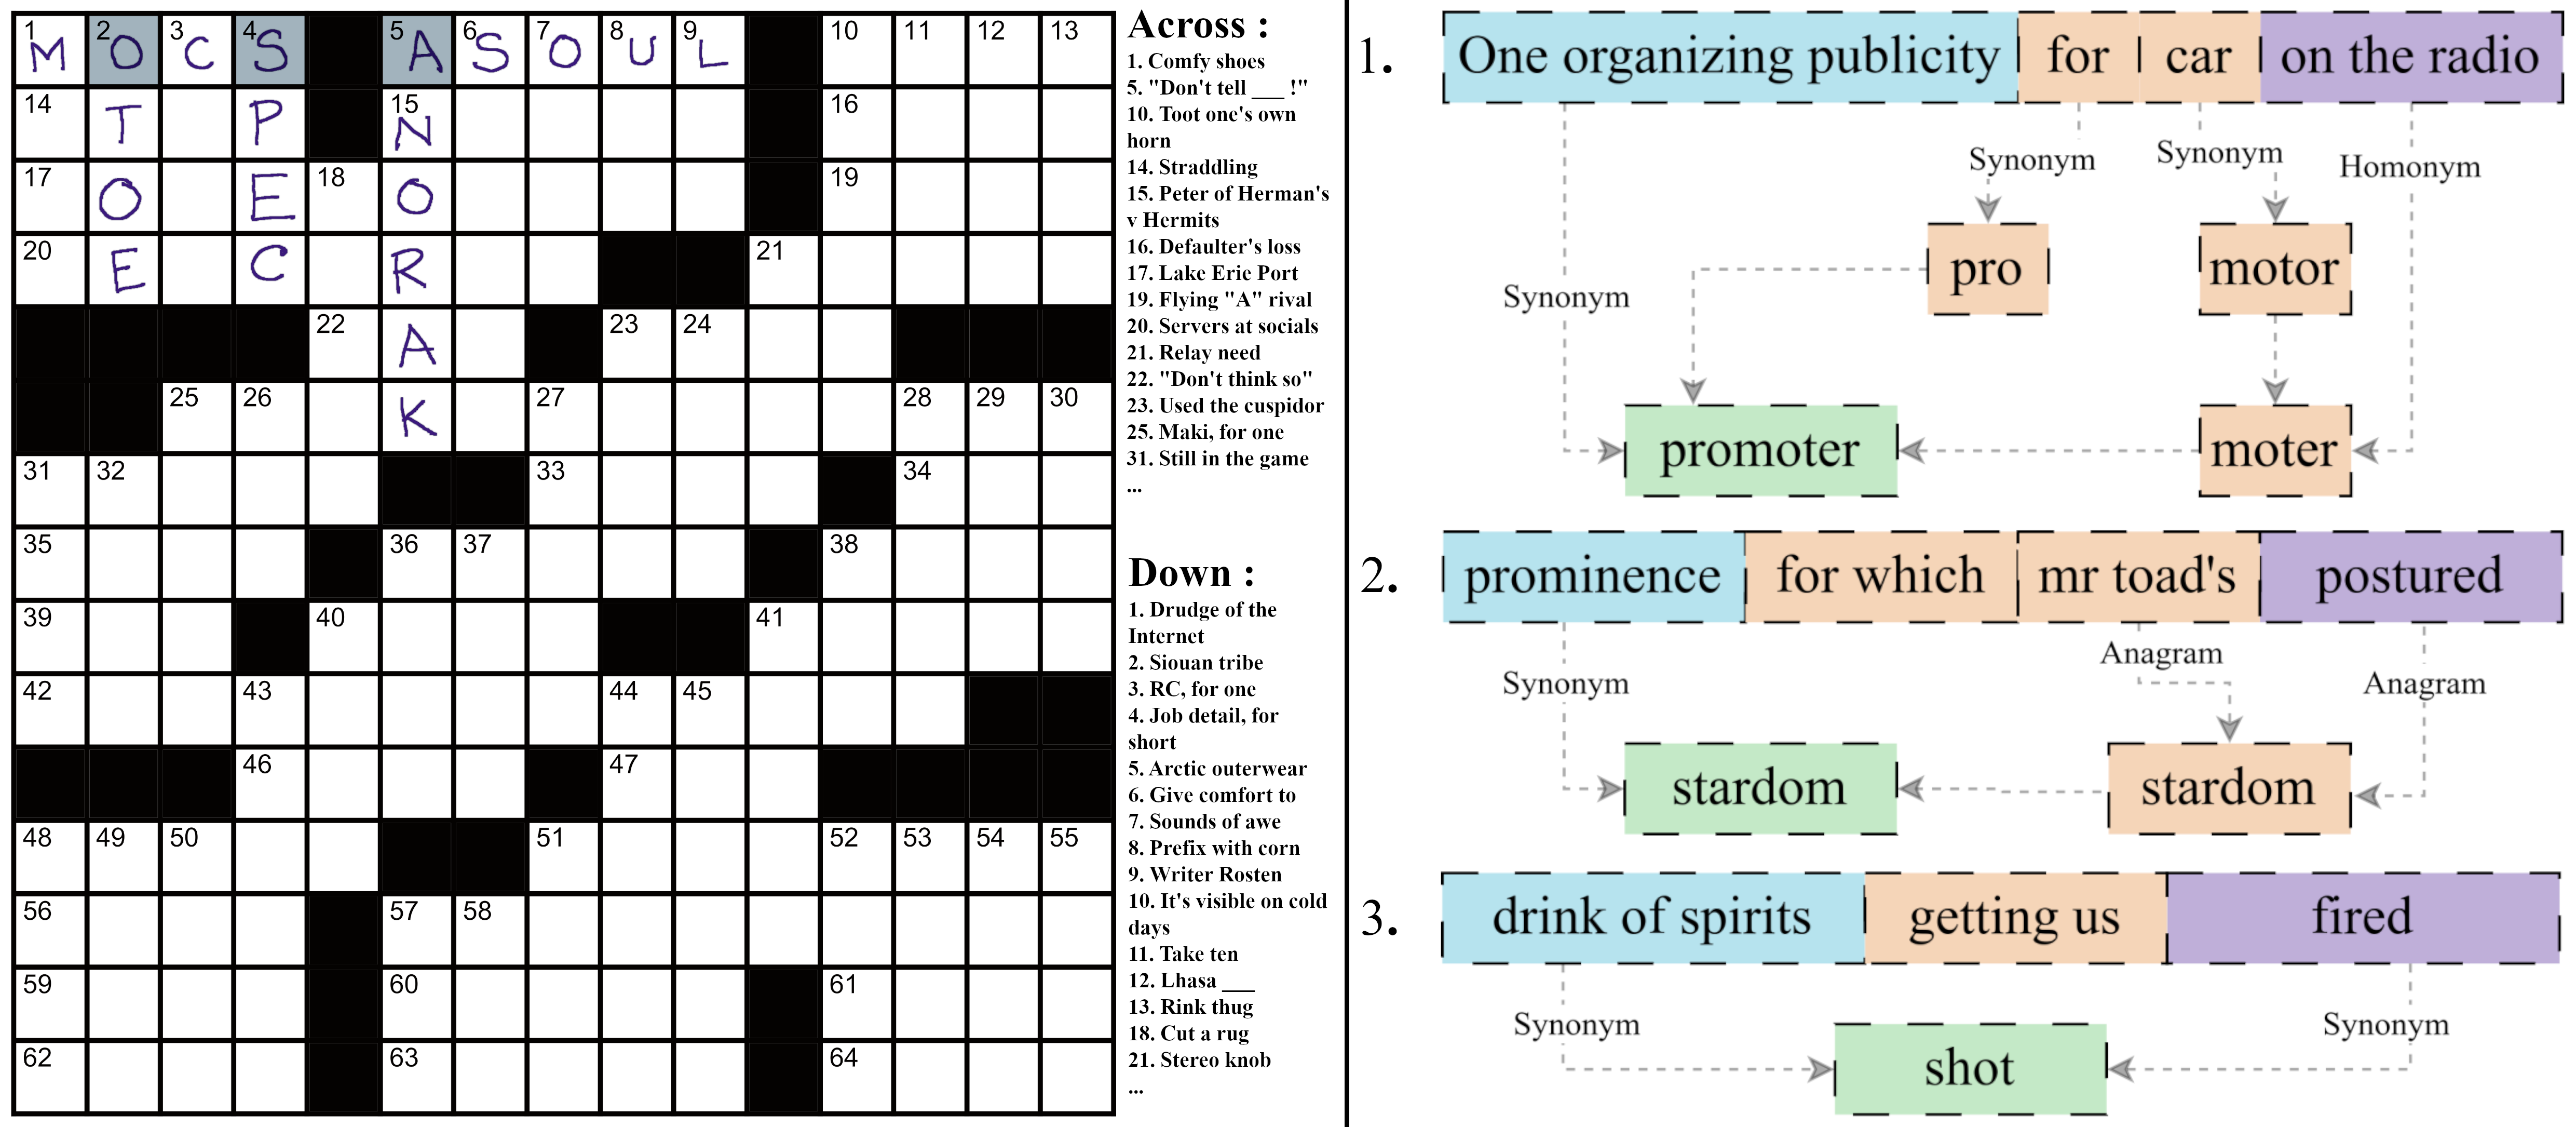 1 M 2 O 3 C 4 S 5 A 6 S 7 O 8 U 9 L 10 11 12 13
14 T P 15 N 16
17 O E 18 O 19
20 E C R 21
22 A 23 24
25 26 K 27 28 29 30
31 32 33 34
35 36 37 38
39 40 41
42 43 44 45
46 47
48 49 50 51 52 53 54 55
56 57 58
59 60 61
62 63 64
Across :
1. Comfy shoes
5. "Don't tell ___ !"
10. Toot one's own
horn
14. Straddling
15. Peter of Herman's
v Hermits
16. Defaulter's loss
17. Lake Erie Port
19. Flying "A" rival
20. Servers at socials
21. Relay need
22. "Don't think so"
23. Used the cuspidor
25. Maki, for one
31. Still in the game
...
Down :
1. Drudge of the
Internet
2. Siouan tribe
3. RC, for one
4. Job detail, for
short
5. Arctic outerwear
6. Give comfort to
7. Sounds of awe
8. Prefix with corn
9. Writer Rosten
10. It's visible on cold
days
11. Take ten
12. Lhasa ___
13. Rink thug
18. Cut a rug
21. Stereo knob
...
1. One organizing publicity for car on the radio
Synonym Synonym Homonym
pro motor
Synonym
promoter moter
2. prominence for which mr toad's postured
Anagram
Synonym Anagram
stardom stardom
3. drink of spirits getting us fired
Synonym Synonym
shot